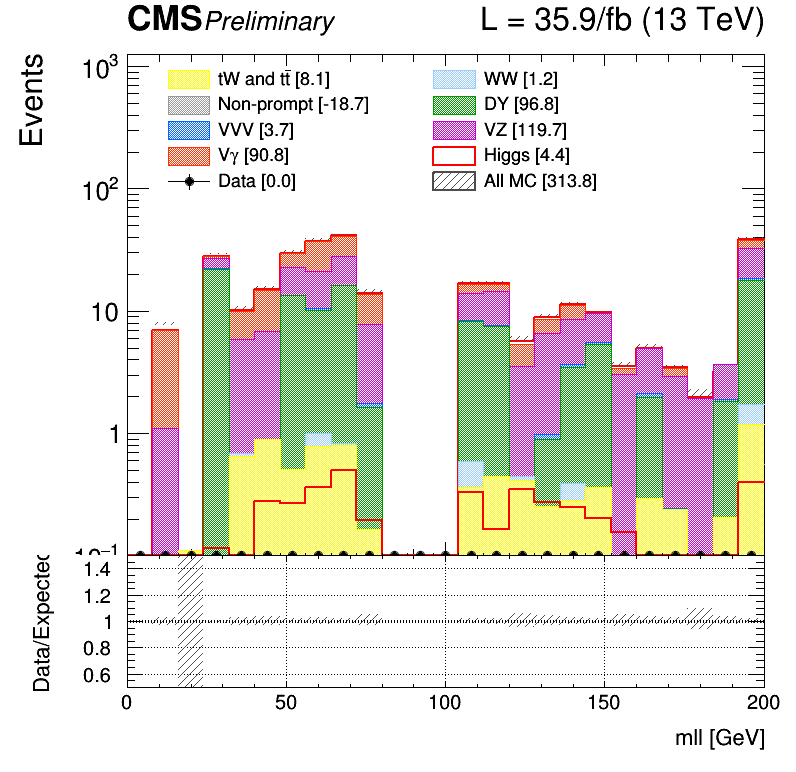 CMS Preliminary L = 35.9/fb (13 TeV)
Events
10³
10²
10
1
10⁻¹
tW and tt̄ [8.1]
Non-prompt [-18.7]
VVV [3.7]
Vγ [90.8]
Data [0.0]
WW [1.2]
DY [96.8]
VZ [119.7]
Higgs [4.4]
All MC [313.8]
Data/Expected
1.4
1.2
1
0.8
0.6
0 50 100 150 200
mll [GeV]